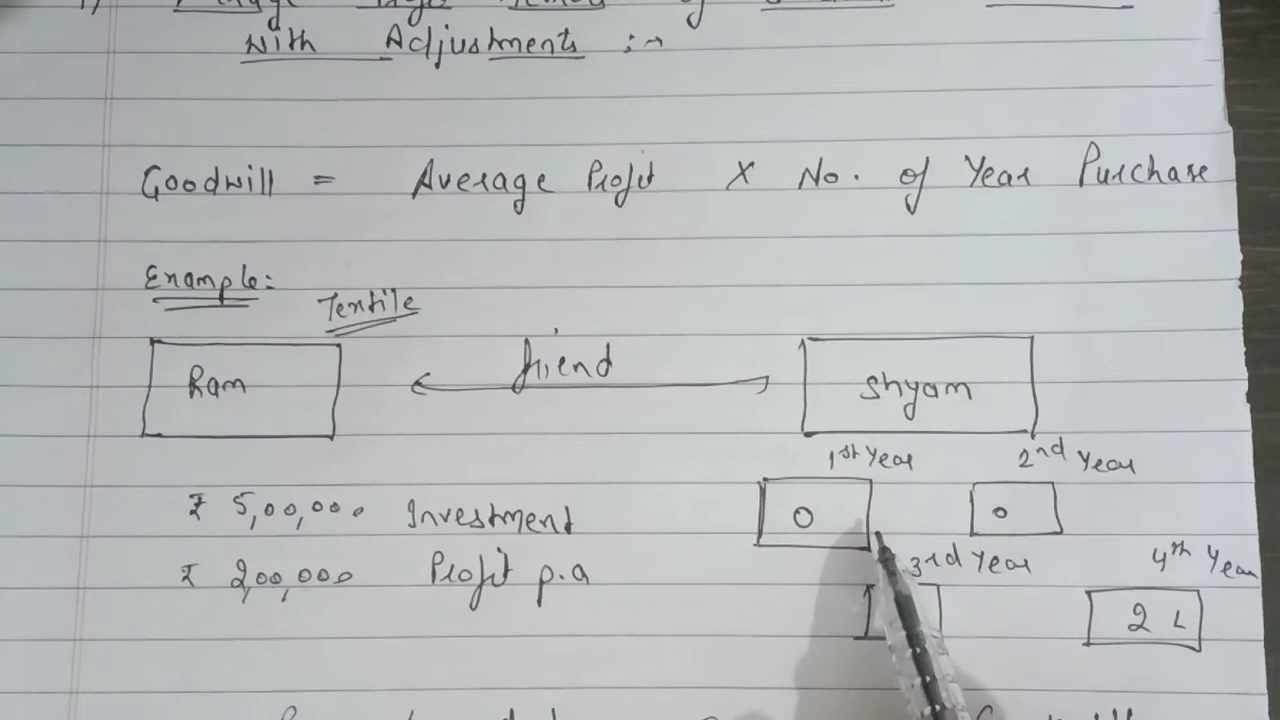 with Adjustments :-
Goodwill = Average Profit X No. of Year Purchase
Example:
Textile
Ram friend Shyam
1st Year 2nd Year
₹ 5,00,000 Investment 0 0
3rd Year 4th Year
₹ 2,00,000 Profit p.a 2 L